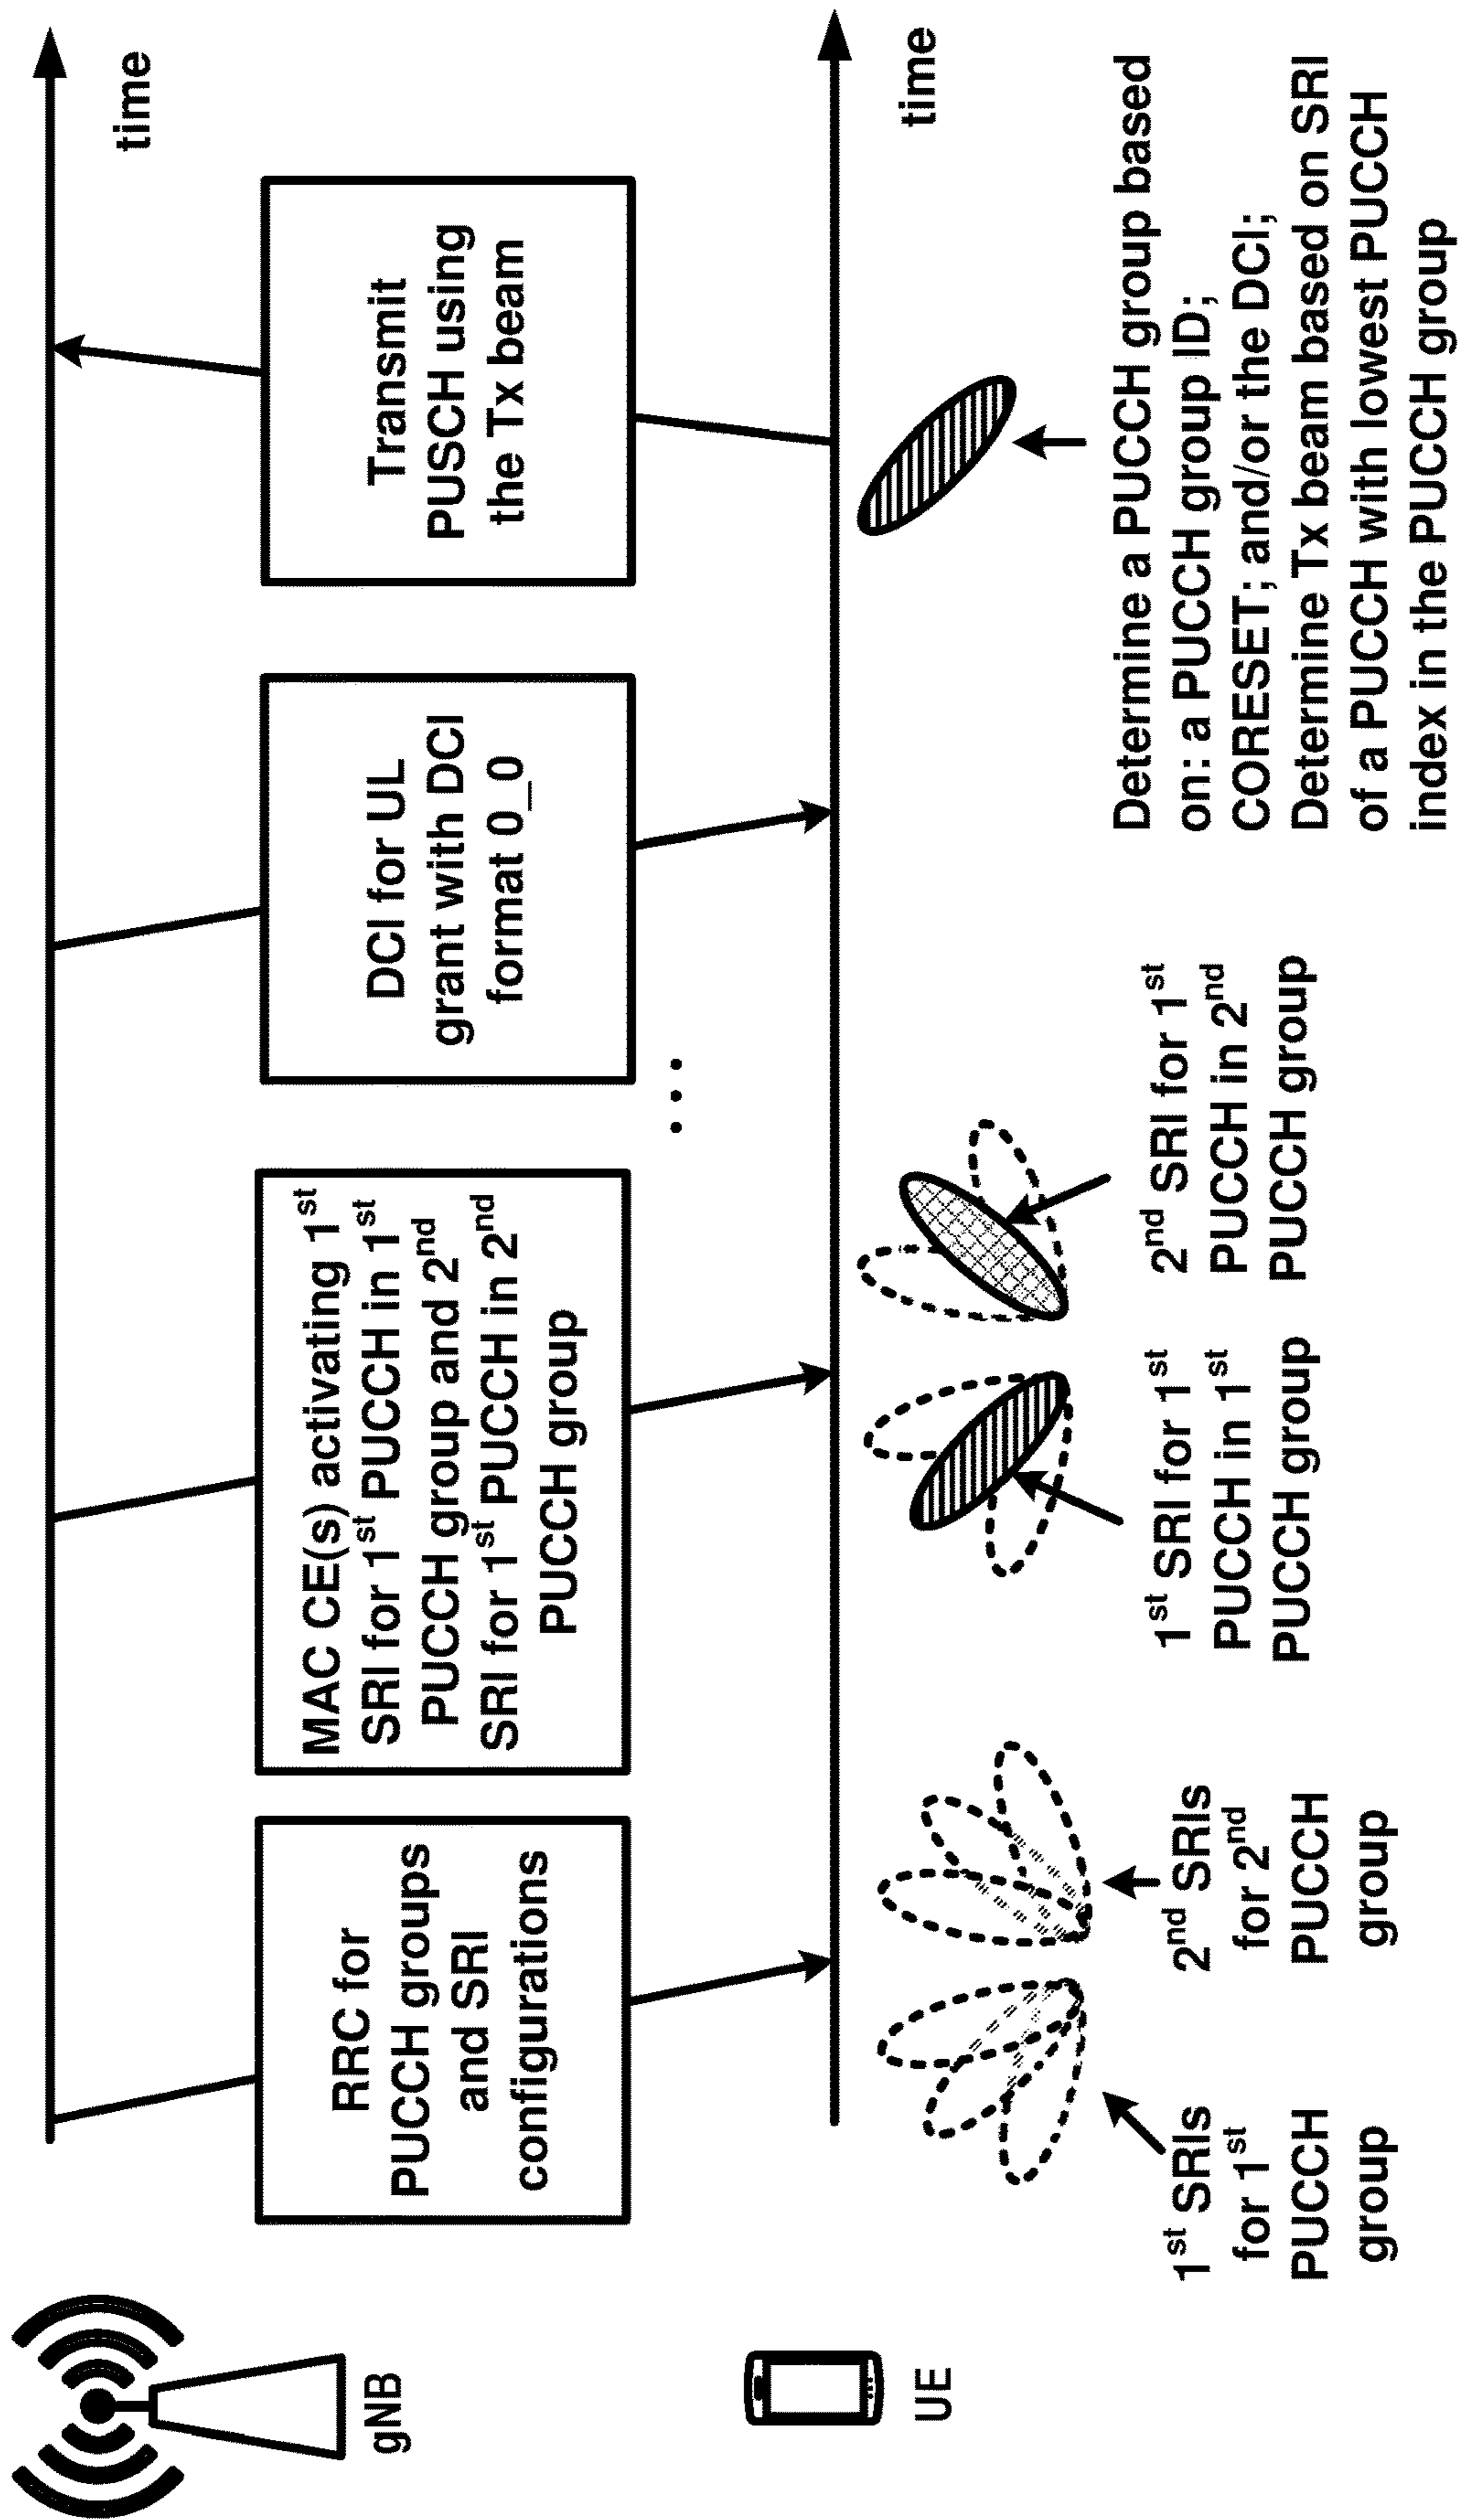 gNB
UE
RRC for
PUCCH groups
and SRI
configurations
MAC CE(s) activating 1st
SRI for 1st PUCCH in 1st
PUCCH group and 2nd
SRI for 1st PUCCH in 2nd
PUCCH group
...
DCI for UL
grant with DCI
format 0_0
Transmit
PUSCH using
the Tx beam
time
time
1st SRIs
for 1st
PUCCH
group
2nd SRIs
for 2nd
PUCCH
group
1st SRI for 1st
PUCCH in 1st
PUCCH group
2nd SRI for 1st
PUCCH in 2nd
PUCCH group
Determine a PUCCH group based
on: a PUCCH group ID;
CORESET; and/or the DCI;
Determine Tx beam based on SRI
of a PUCCH with lowest PUCCH
index in the PUCCH group